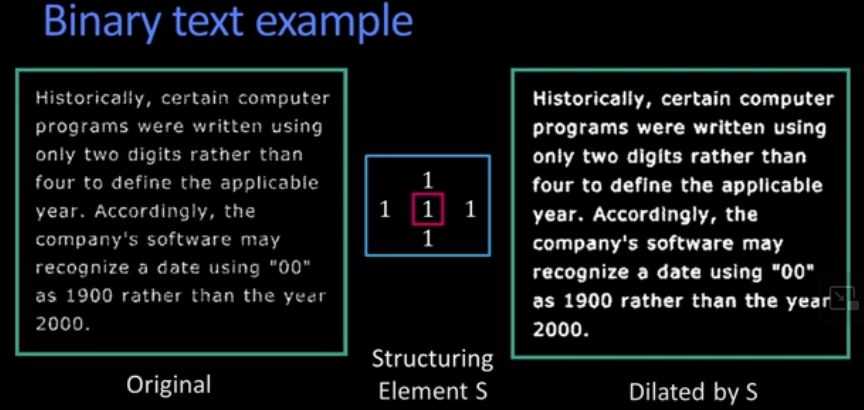 Binary text example
Historically, certain computer
programs were written using
only two digits rather than
four to define the applicable
year. Accordingly, the
company's software may
recognize a date using "00"
as 1900 rather than the year
2000.
Original
1
1 1 1
1
Structuring
Element S
Historically, certain computer
programs were written using
only two digits rather than
four to define the applicable
year. Accordingly, the
company's software may
recognize a date using "00"
as 1900 rather than the year
2000.
Dilated by S